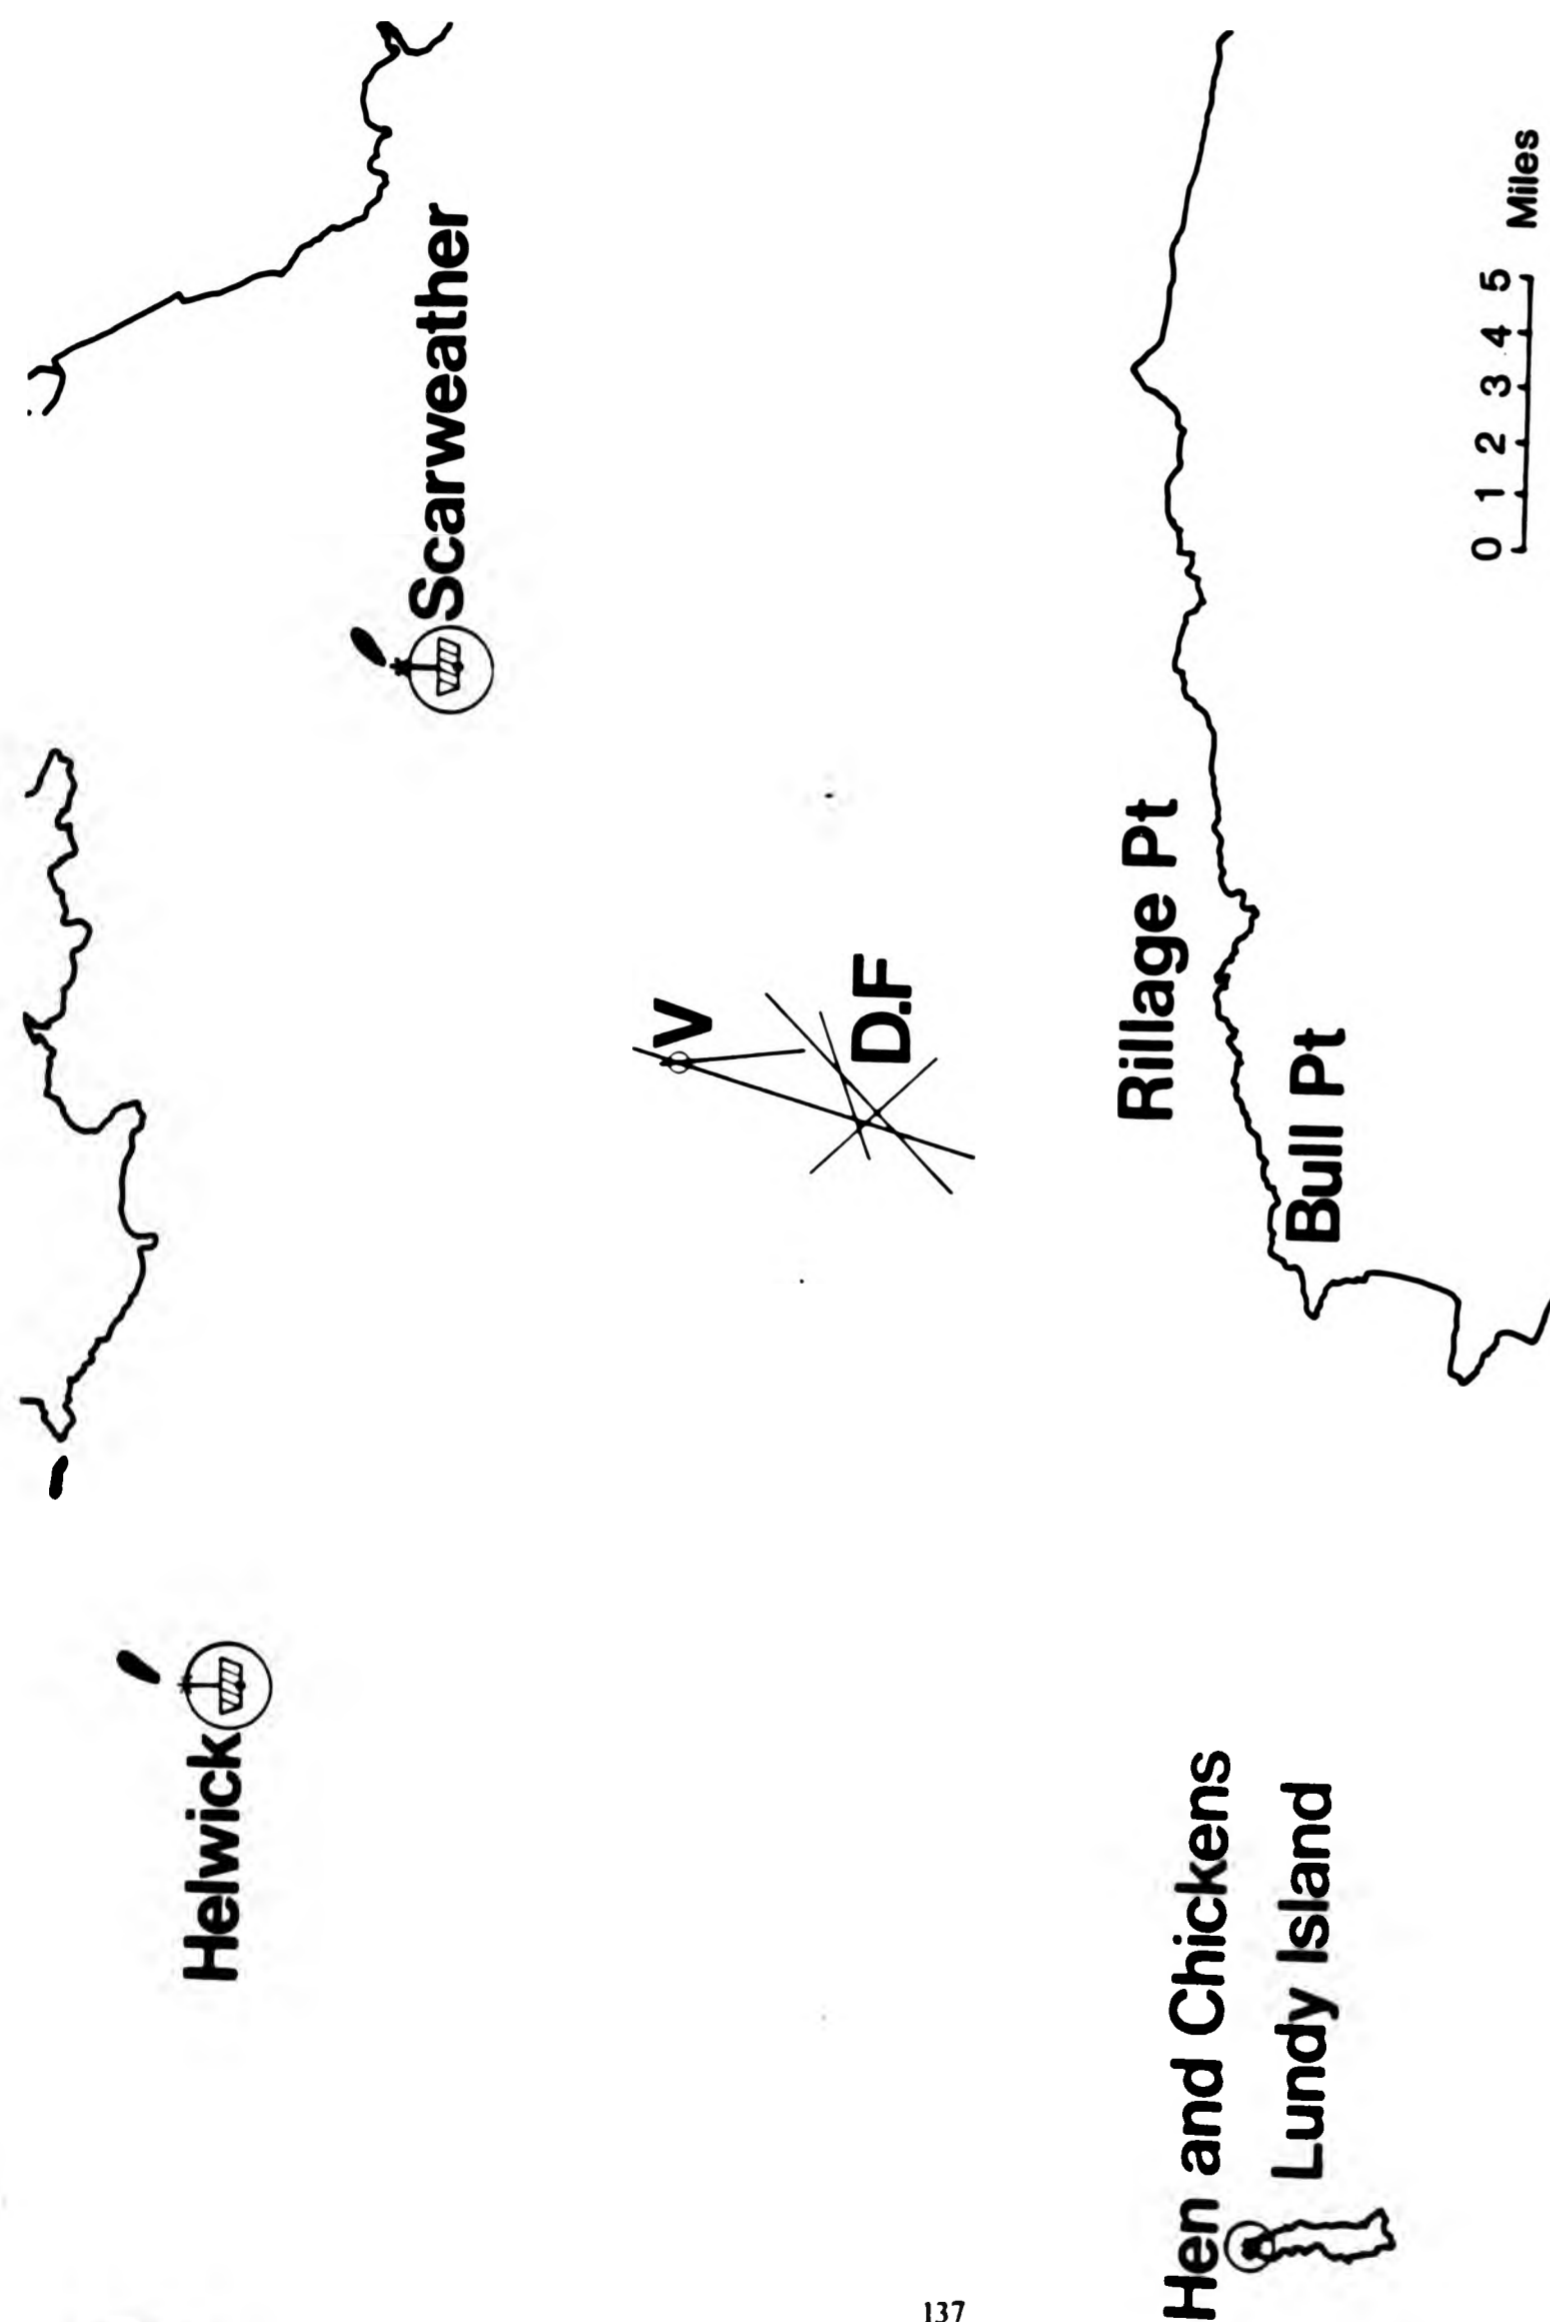 Helwick
Scarweather
V
D.F
Rillage Pt
Bull Pt
Hen and Chickens
Lundy Island
0 1 2 3 4 5 Miles
137